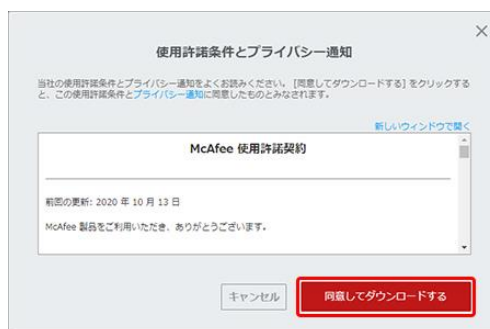 使用許諾条件とプライバシー通知
当社の使用許諾条件とプライバシー通知をよくお読みください。[同意してダウンロードする] をクリックする
と、この使用許諾条件とプライバシー通知に同意したものとみなされます。
新しいウィンドウで開く
McAfee 使用許諾契約
前回の更新: 2020 年 10 月 13 日
McAfee 製品をご利用いただき、ありがとうございます。
キャンセル
同意してダウンロードする